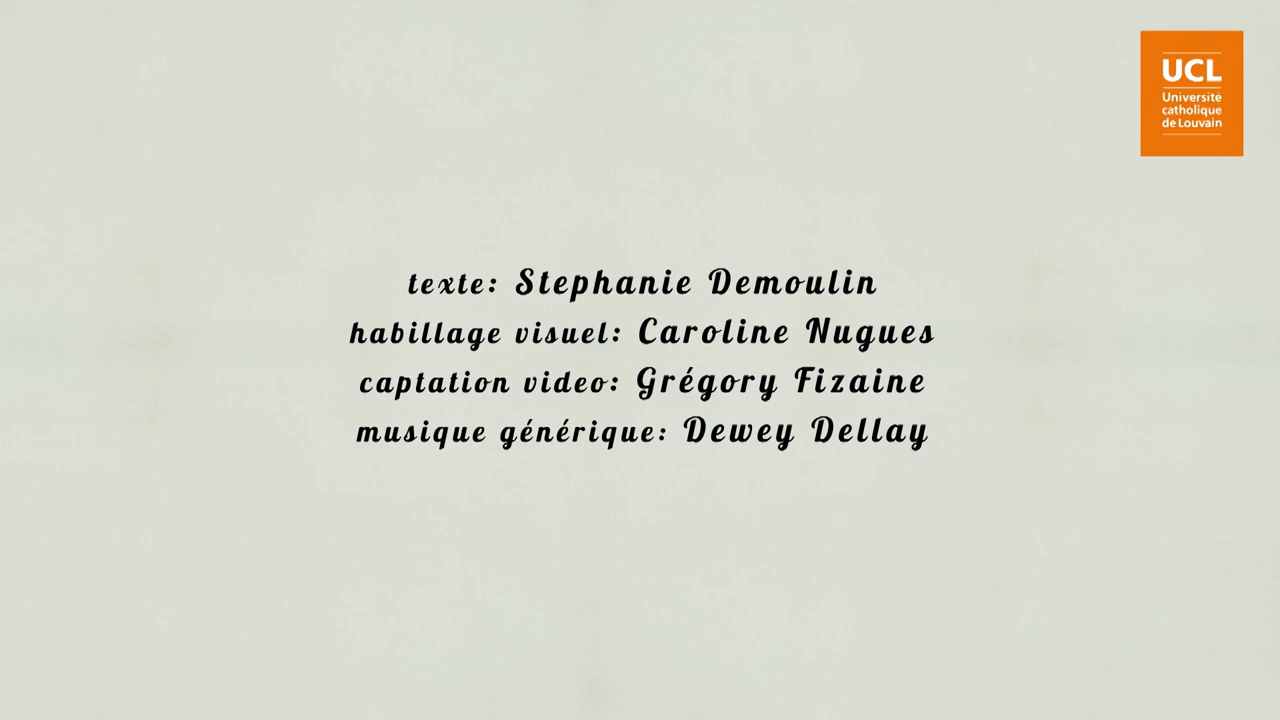 UCL
Université
catholique
de Louvain
texte: Stephanie Demoulin
habillage visuel: Caroline Nugues
captation video: Grégory Fizaine
musique générique: Dewey Dellay